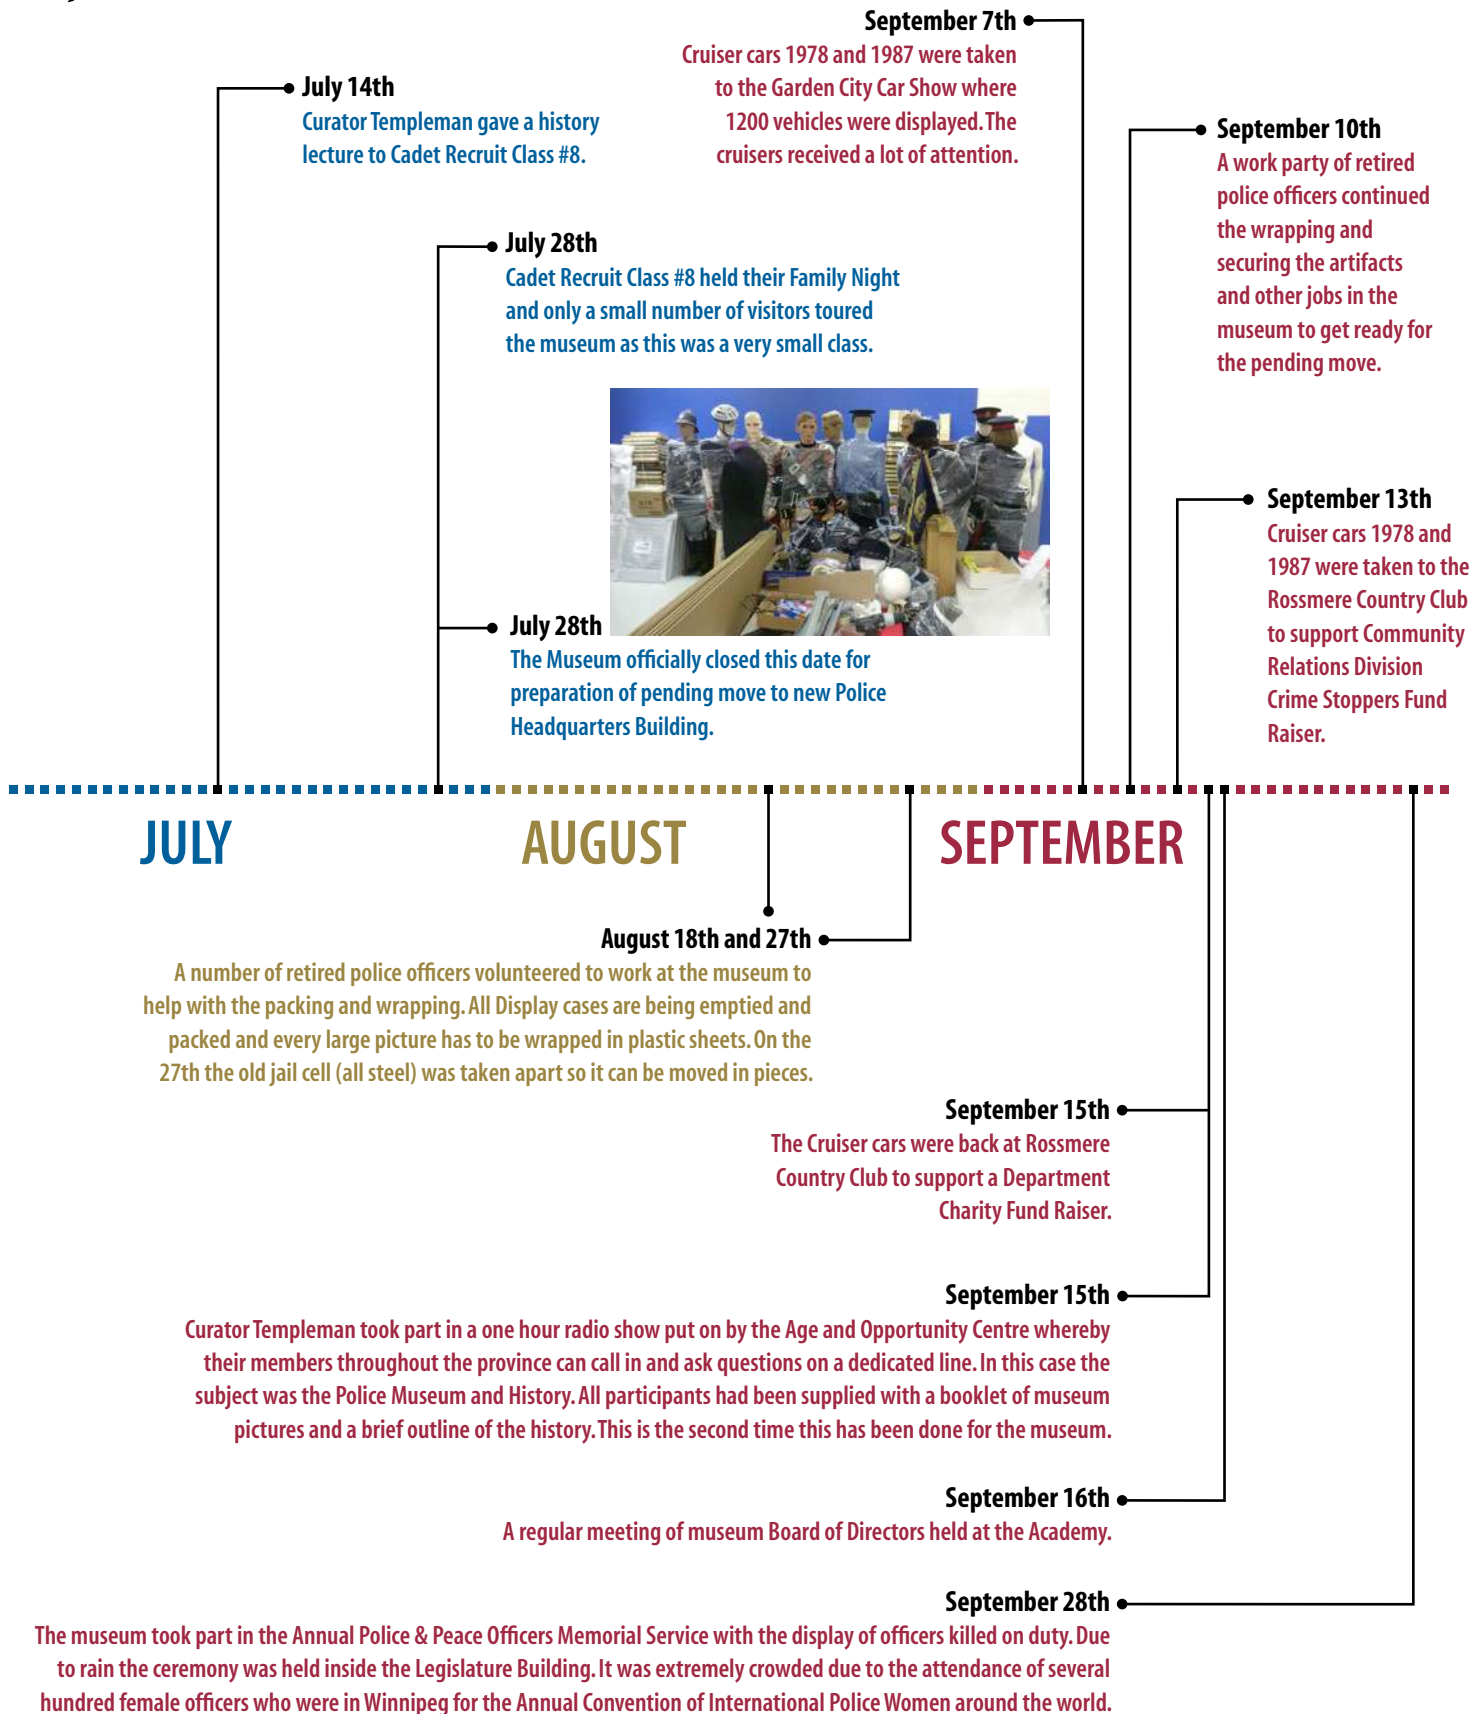 September 7th
Cruiser cars 1978 and 1987 were taken
to the Garden City Car Show where
1200 vehicles were displayed. The
cruisers received a lot of attention.
July 14th
Curator Templeman gave a history
lecture to Cadet Recruit Class #8.
September 10th
A work party of retired
police officers continued
the wrapping and
securing the artifacts
and other jobs in the
museum to get ready for
the pending move.
July 28th
Cadet Recruit Class #8 held their Family Night
and only a small number of visitors toured
the museum as this was a very small class.
September 13th
Cruiser cars 1978 and
1987 were taken to the
Rossmere Country Club
to support Community
Relations Division
Crime Stoppers Fund
Raiser.
July 28th
The Museum officially closed this date for
preparation of pending move to new Police
Headquarters Building.
JULY
AUGUST
SEPTEMBER
August 18th and 27th
A number of retired police officers volunteered to work at the museum to
help with the packing and wrapping. All Display cases are being emptied and
packed and every large picture has to be wrapped in plastic sheets. On the
27th the old jail cell (all steel) was taken apart so it can be moved in pieces.
September 15th
The Cruiser cars were back at Rossmere
Country Club to support a Department
Charity Fund Raiser.
September 15th
Curator Templeman took part in a one hour radio show put on by the Age and Opportunity Centre whereby
their members throughout the province can call in and ask questions on a dedicated line. In this case the
subject was the Police Museum and History. All participants had been supplied with a booklet of museum
pictures and a brief outline of the history. This is the second time this has been done for the museum.
September 16th
A regular meeting of museum Board of Directors held at the Academy.
September 28th
The museum took part in the Annual Police & Peace Officers Memorial Service with the display of officers killed on duty. Due
to rain the ceremony was held inside the Legislature Building. It was extremely crowded due to the attendance of several
hundred female officers who were in Winnipeg for the Annual Convention of International Police Women around the world.